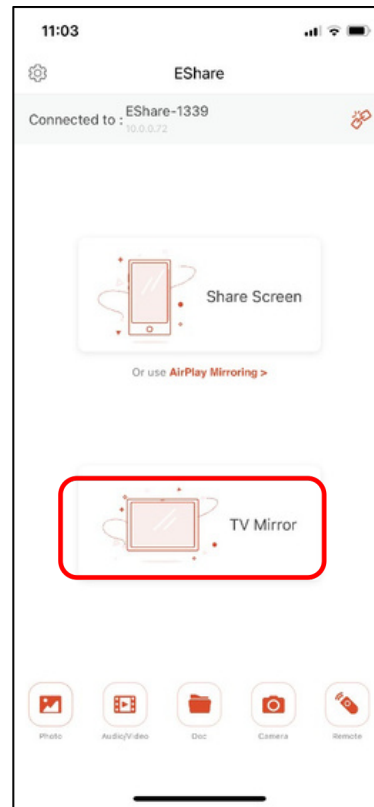 11:03
EShare
Connected to : EShare-1339
10.0.0.72
Share Screen
Or use AirPlay Mirroring >
TV Mirror
Photo Audio/Video Doc Camera Remote